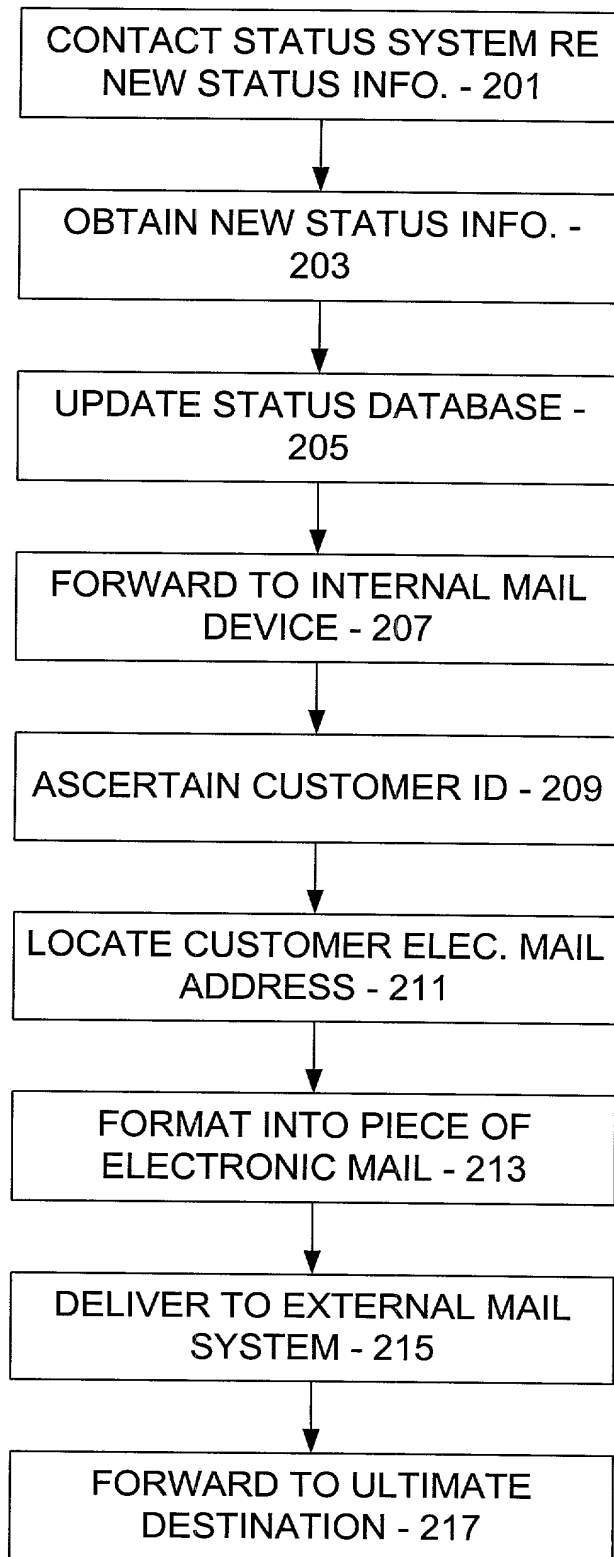 CONTACT STATUS SYSTEM RE
NEW STATUS INFO. - 201
OBTAIN NEW STATUS INFO. -
203
UPDATE STATUS DATABASE -
205
FORWARD TO INTERNAL MAIL
DEVICE - 207
ASCERTAIN CUSTOMER ID - 209
LOCATE CUSTOMER ELEC. MAIL
ADDRESS - 211
FORMAT INTO PIECE OF
ELECTRONIC MAIL - 213
DELIVER TO EXTERNAL MAIL
SYSTEM - 215
FORWARD TO ULTIMATE
DESTINATION - 217